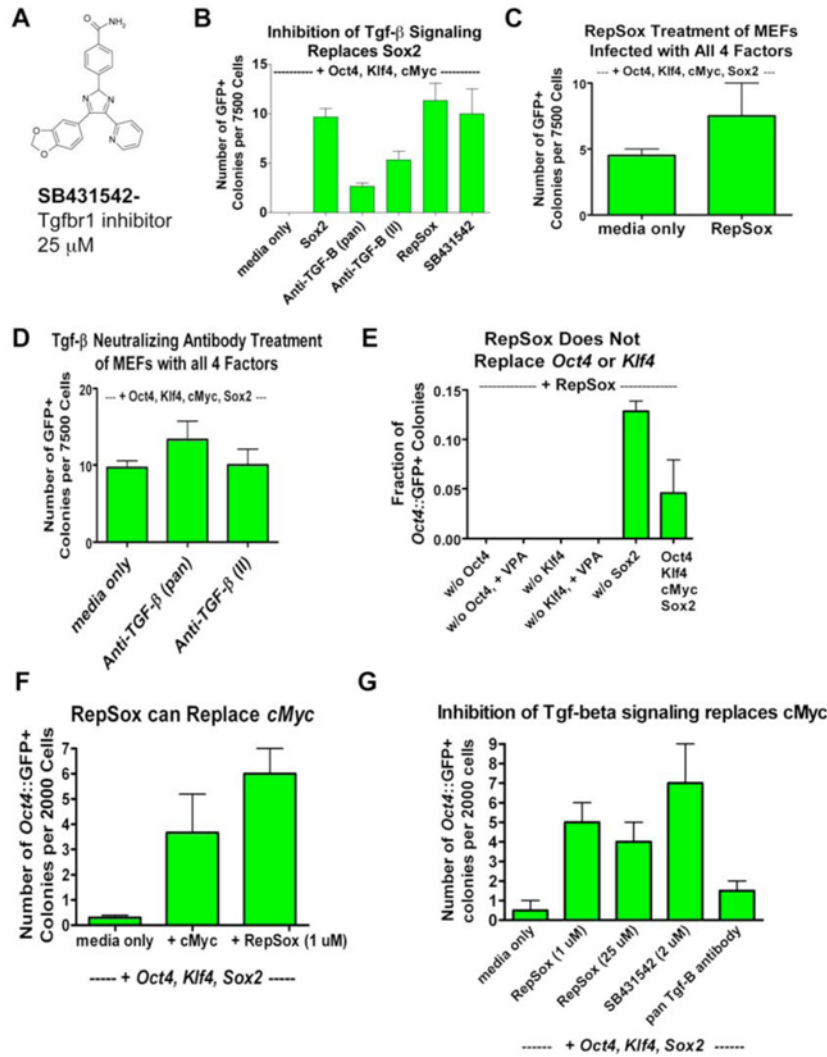 A
O
NH2
N
N
O
O
N
SB431542-
Tgfbr1 inhibitor
25 µM
B
Inhibition of Tgf-β Signaling
Replaces Sox2
---------- + Oct4, Klf4, cMyc ----------
Number of GFP+
Colonies per 7500 Cells
15
10
5
0
media only
Sox2
Anti-TGF-B (pan)
Anti-TGF-B (II)
RepSox
SB431542
C
RepSox Treatment of MEFs
Infected with All 4 Factors
--- + Oct4, Klf4, cMyc, Sox2 ---
Number of GFP+
Colonies per 7500 Cells
10
5
0
media only
RepSox
D
Tgf-β Neutralizing Antibody Treatment
of MEFs with all 4 Factors
--- + Oct4, Klf4, cMyc, Sox2 ---
Number of GFP+
Colonies per 7500 Cells
20
10
0
media only
Anti-TGF-β (pan)
Anti-TGF-β (II)
E
RepSox Does Not
Replace Oct4 or Klf4
----------- + RepSox -----------
Fraction of
Oct4::GFP+ Colonies
0.15
0.10
0.05
0.00
w/o Oct4
w/o Oct4, + VPA
w/o Klf4
w/o Klf4, + VPA
w/o Sox2
Oct4
Klf4
cMyc
Sox2
F
RepSox can Replace cMyc
Number of Oct4::GFP+
Colonies per 2000 Cells
7
6
5
4
3
2
1
0
media only
+ cMyc
+ RepSox (1 uM)
----- + Oct4, Klf4, Sox2 -----
G
Inhibition of Tgf-beta signaling replaces cMyc
Number of Oct4::GFP+
colonies per 2000 cells
9
8
7
6
5
4
3
2
1
0
media only
RepSox (1 uM)
RepSox (25 uM)
SB431542 (2 uM)
pan Tgf-B antibody
------ + Oct4, Klf4, Sox2 ------